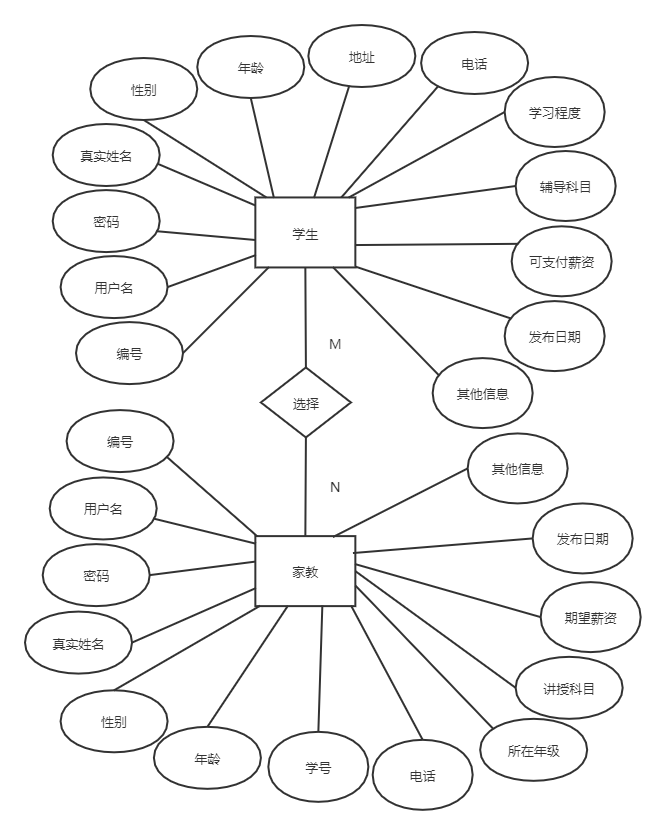 地址
电话
年龄
性别
学习程度
真实姓名
辅导科目
密码
学生
可支付薪资
用户名
发布日期
编号
M
其他信息
选择
编号
其他信息
N
用户名
发布日期
家教
密码
期望薪资
真实姓名
讲授科目
性别
所在年级
年龄
学号
电话